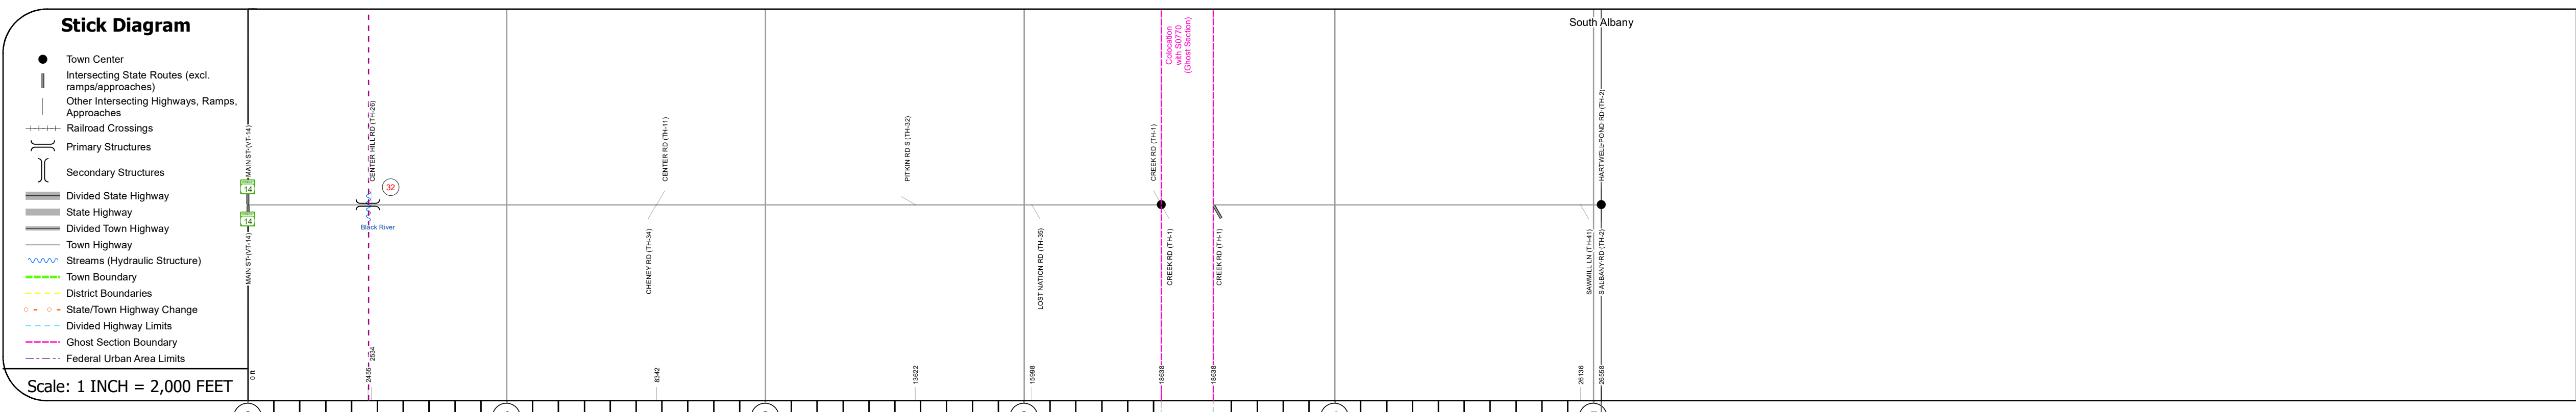 Stick Diagram
Town Center
Intersecting State Routes (excl.
ramps/approaches)
Other Intersecting Highways, Ramps,
Approaches
Railroad Crossings
Primary Structures
Secondary Structures
Divided State Highway
State Highway
Divided Town Highway
Town Highway
Streams (Hydraulic Structure)
Town Boundary
District Boundaries
State/Town Highway Change
Divided Highway Limits
Ghost Section Boundary
Federal Urban Area Limits
Scale: 1 INCH = 2,000 FEET
MAIN ST-(VT-14)
14
14
MAIN ST-(VT-14)
0 ft
CENTER HILL RD (TH-26)
32
Black River
2455
2534
CENTER RD (TH-11)
CHENEY RD (TH-34)
8342
PITKIN RD S (TH-32)
13622
LOST NATION RD (TH-35)
15998
CREEK RD (TH-1)
CREEK RD (TH-1)
18638
Colocation
with S0770
(Ghost Section)
CREEK RD (TH-1)
18638
SAWMILL LN (TH-41)
26136
South Albany
HARTWELL-POND RD (TH-2)
S ALBANY-RD (TH-2)
26558